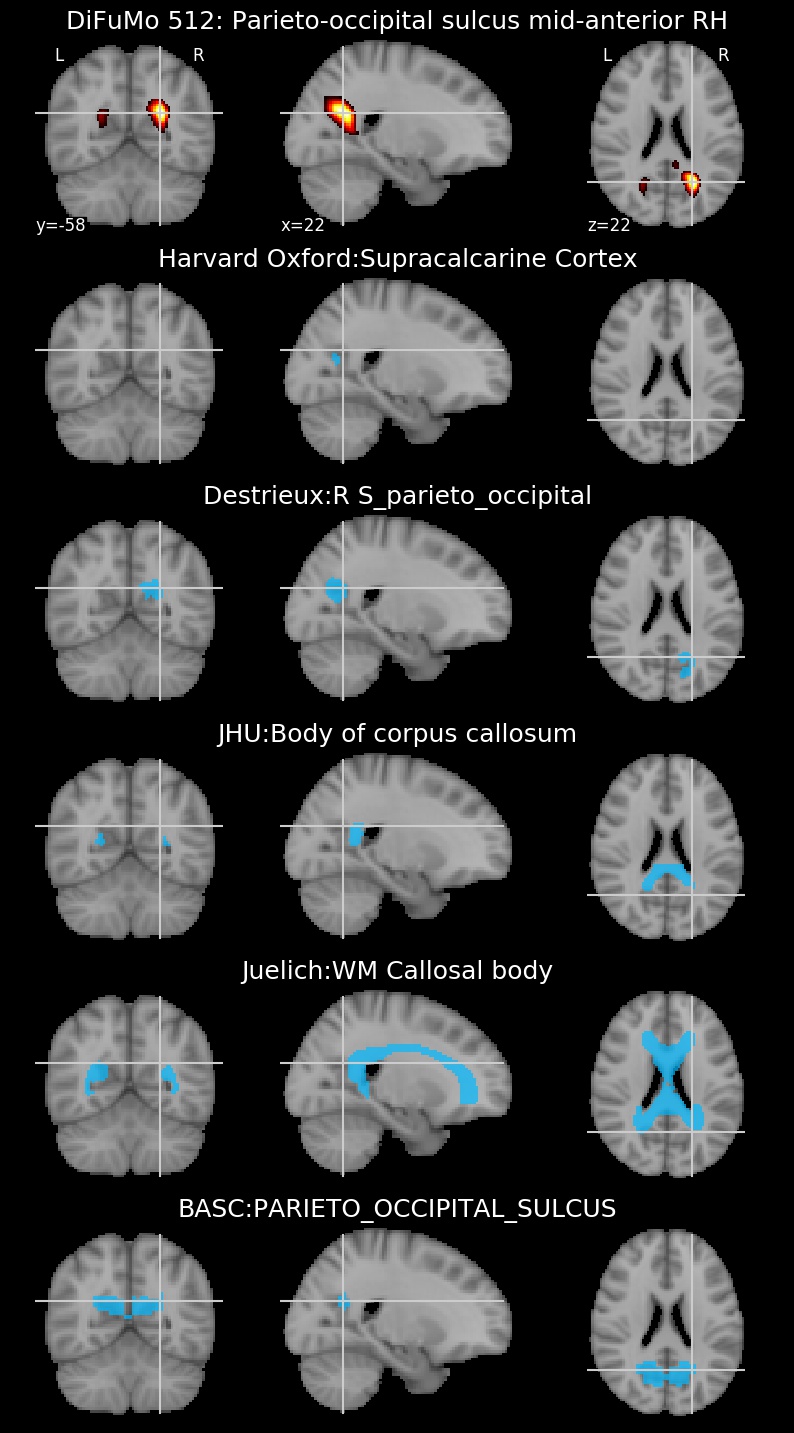 DiFuMo 512: Parieto-occipital sulcus mid-anterior RH
L R L R
y=-58 x=22 z=22
Harvard Oxford:Supracalcarine Cortex
Destrieux:R S_parieto_occipital
JHU:Body of corpus callosum
Juelich:WM Callosal body
BASC:PARIETO_OCCIPITAL_SULCUS